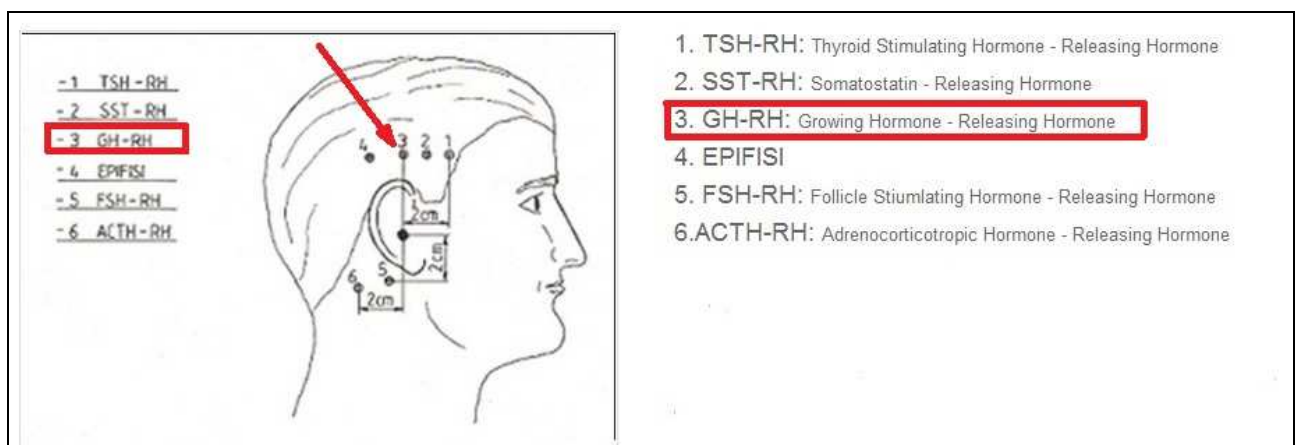 -1 TSH-RH
-2 SST-RH
-3 GH-RH
-4 EPIFISI
-5 FSH-RH
-6 ACTH-RH
4 3 2 1
2cm
2cm
5
6
2cm
1. TSH-RH: Thyroid Stimulating Hormone - Releasing Hormone
2. SST-RH: Somatostatin - Releasing Hormone
3. GH-RH: Growing Hormone - Releasing Hormone
4. EPIFISI
5. FSH-RH: Follicle Stiumlating Hormone - Releasing Hormone
6.ACTH-RH: Adrenocorticotropic Hormone - Releasing Hormone